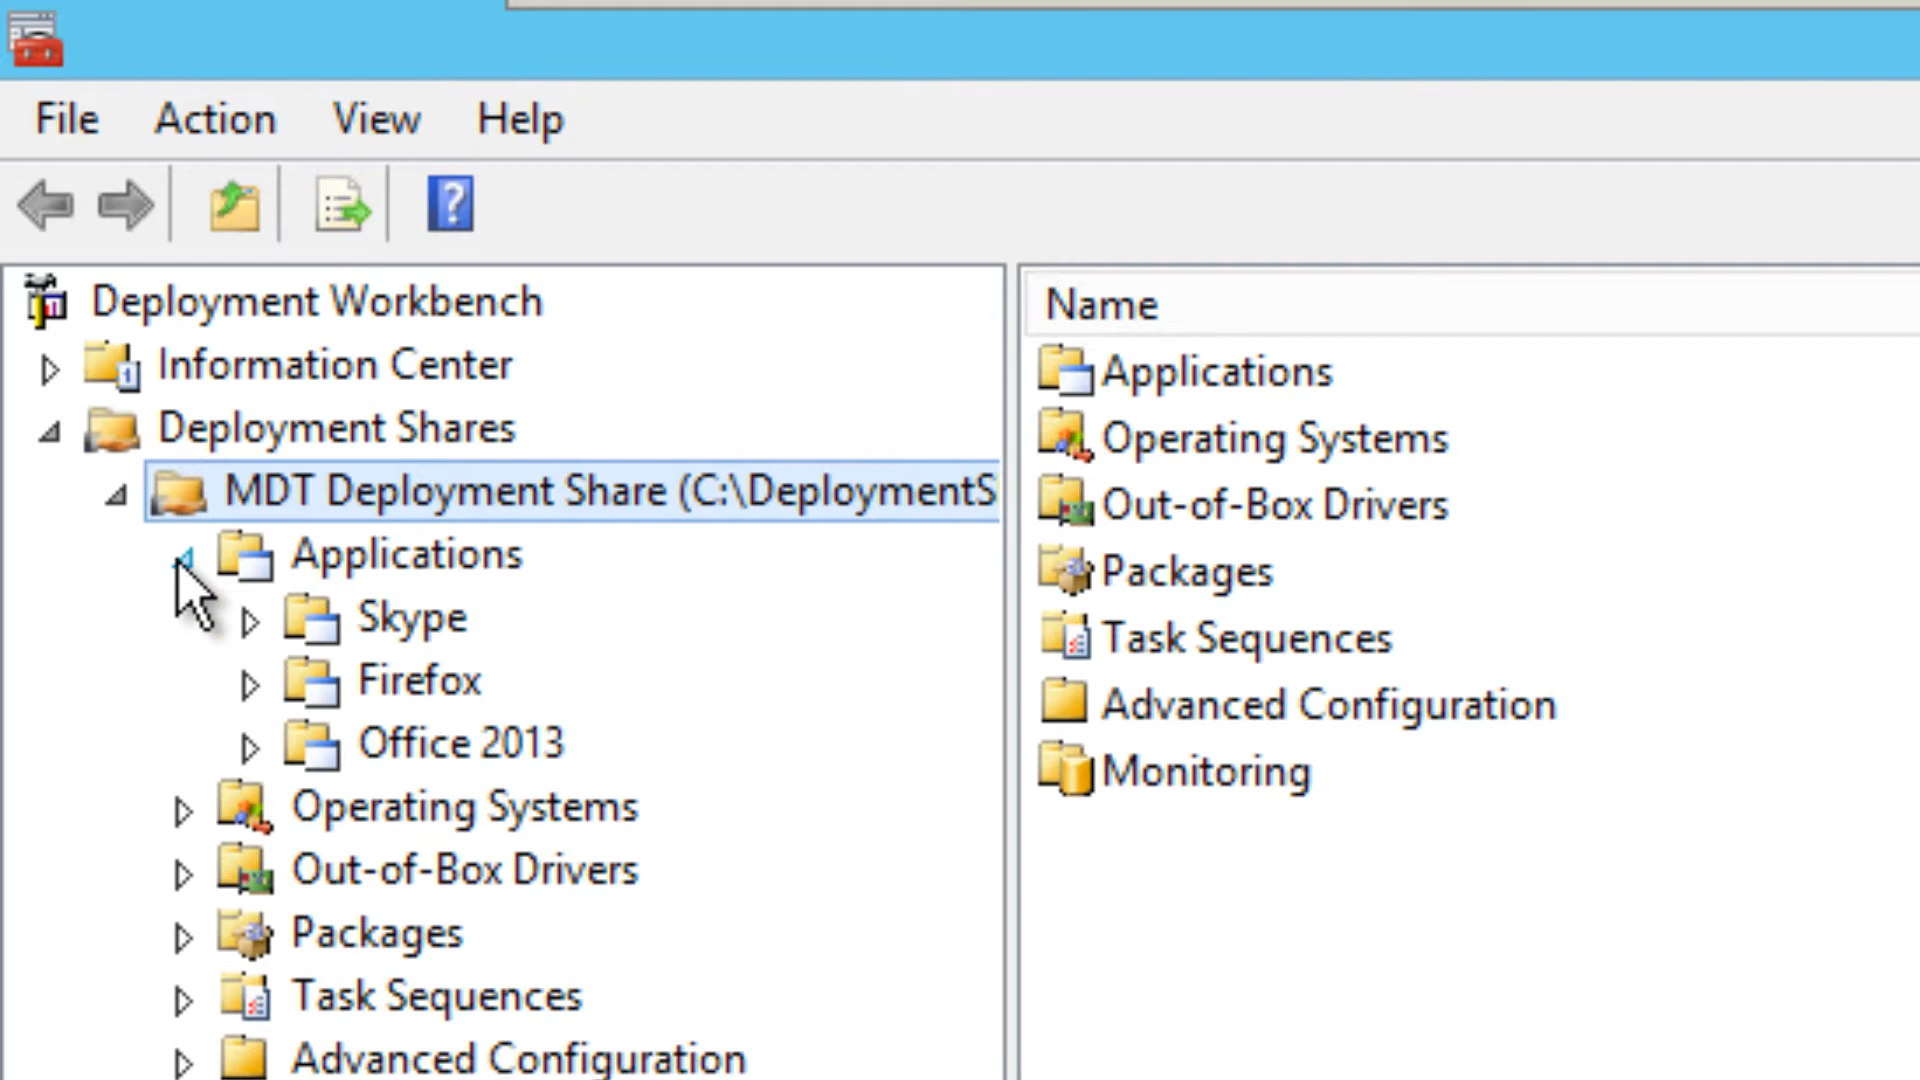 File Action View Help
Deployment Workbench
Information Center
Deployment Shares
MDT Deployment Share (C:\DeploymentS
Applications
Skype
Firefox
Office 2013
Operating Systems
Out-of-Box Drivers
Packages
Task Sequences
Advanced Configuration
Name
Applications
Operating Systems
Out-of-Box Drivers
Packages
Task Sequences
Advanced Configuration
Monitoring